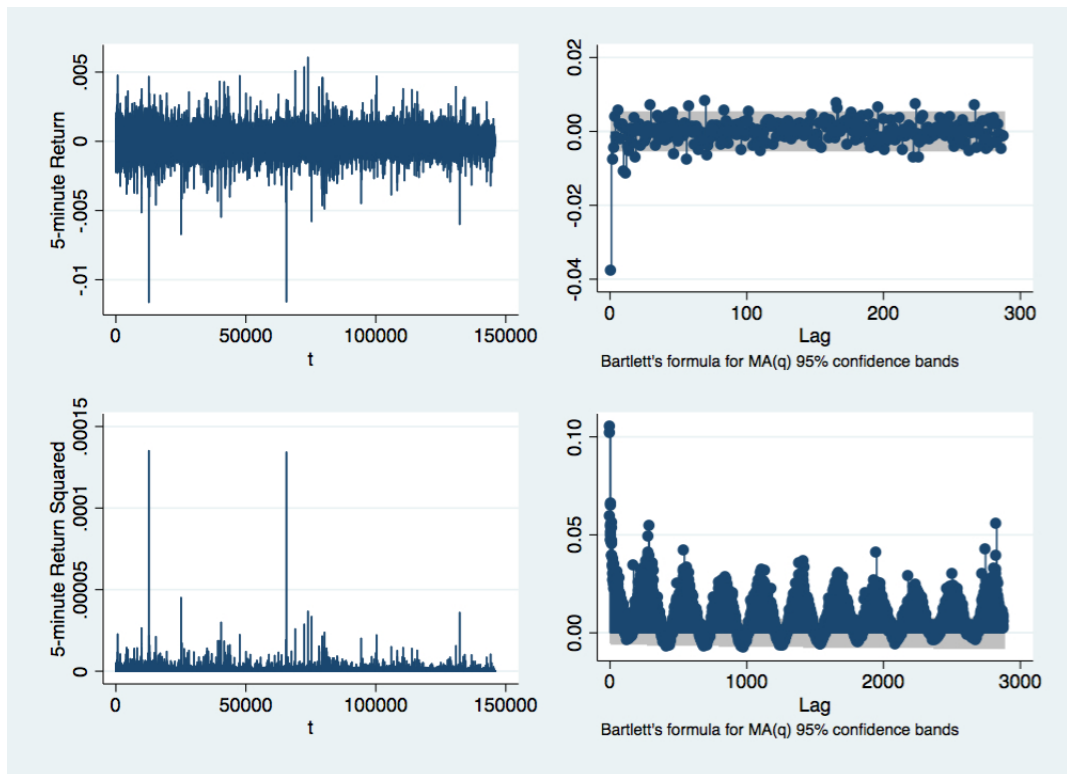 5-minute Return
.005
0
-.005
-.01
0 50000 100000 150000
t
0.02
0.00
-0.02
-0.04
0 100 200 300
Lag
Bartlett's formula for MA(q) 95% confidence bands
5-minute Return Squared
.00015
.0001
.00005
0
0 50000 100000 150000
t
0.10
0.05
0.00
0 1000 2000 3000
Lag
Bartlett's formula for MA(q) 95% confidence bands